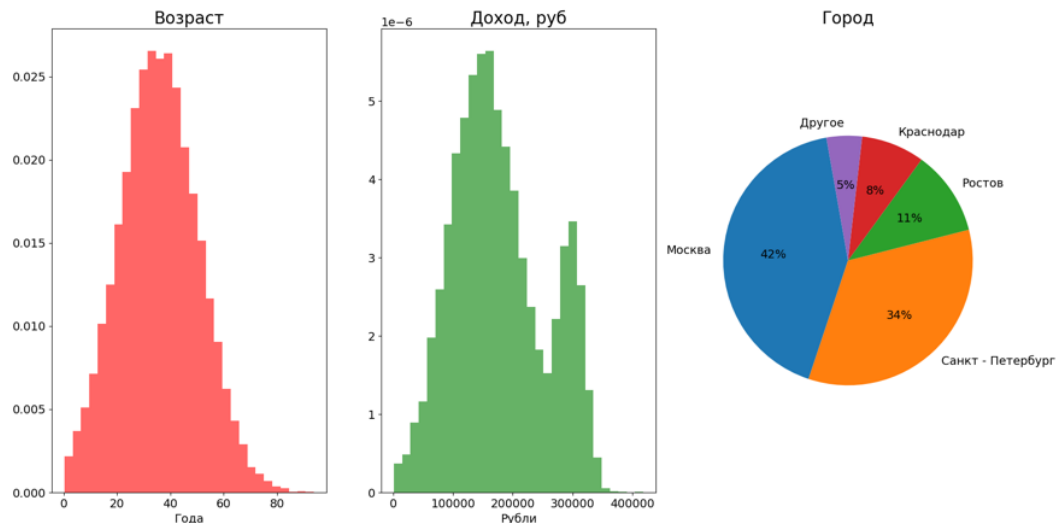 Возраст
0.025
0.020
0.015
0.010
0.005
0.000
0 20 40 60 80
Года
Доход, руб
1e−6
5
4
3
2
1
0
0 100000 200000 300000 400000
Рубли
Город
Другое
Краснодар
Ростов
Москва
Санкт - Петербург
5%
8%
11%
42%
34%